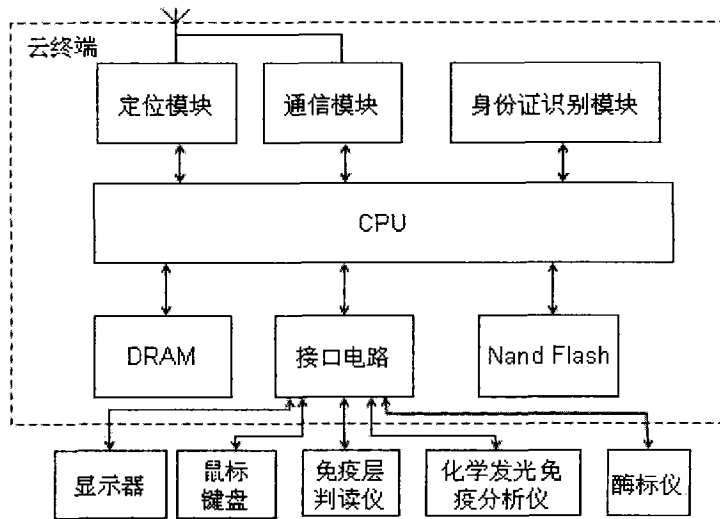 云终端
定位模块
通信模块
身份证识别模块
CPU
DRAM
接口电路
Nand Flash
显示器
鼠标
键盘
免疫层
判读仪
化学发光免
疫分析仪
酶标仪